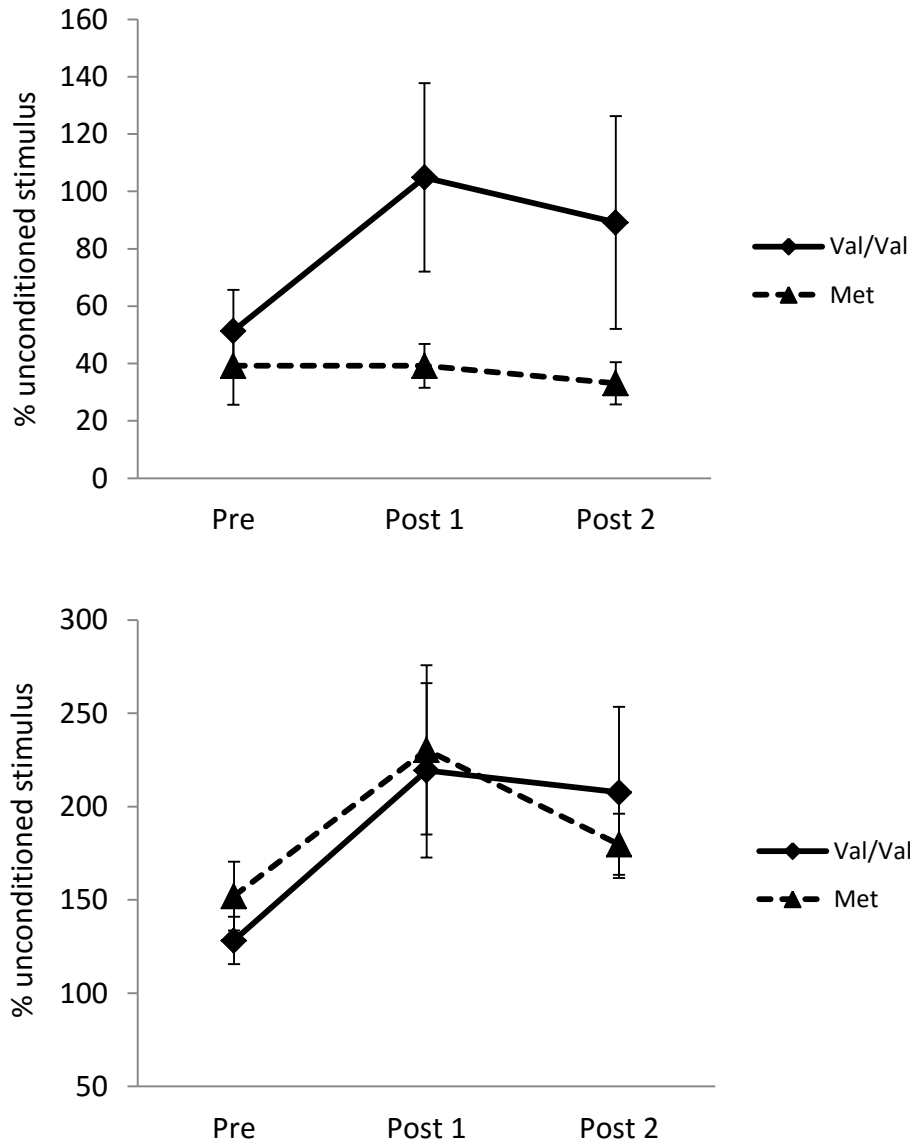 % unconditioned stimulus
160
140
120
100
80
60
40
20
0
Pre Post 1 Post 2
Val/Val
Met
% unconditioned stimulus
300
250
200
150
100
50
Pre Post 1 Post 2
Val/Val
Met